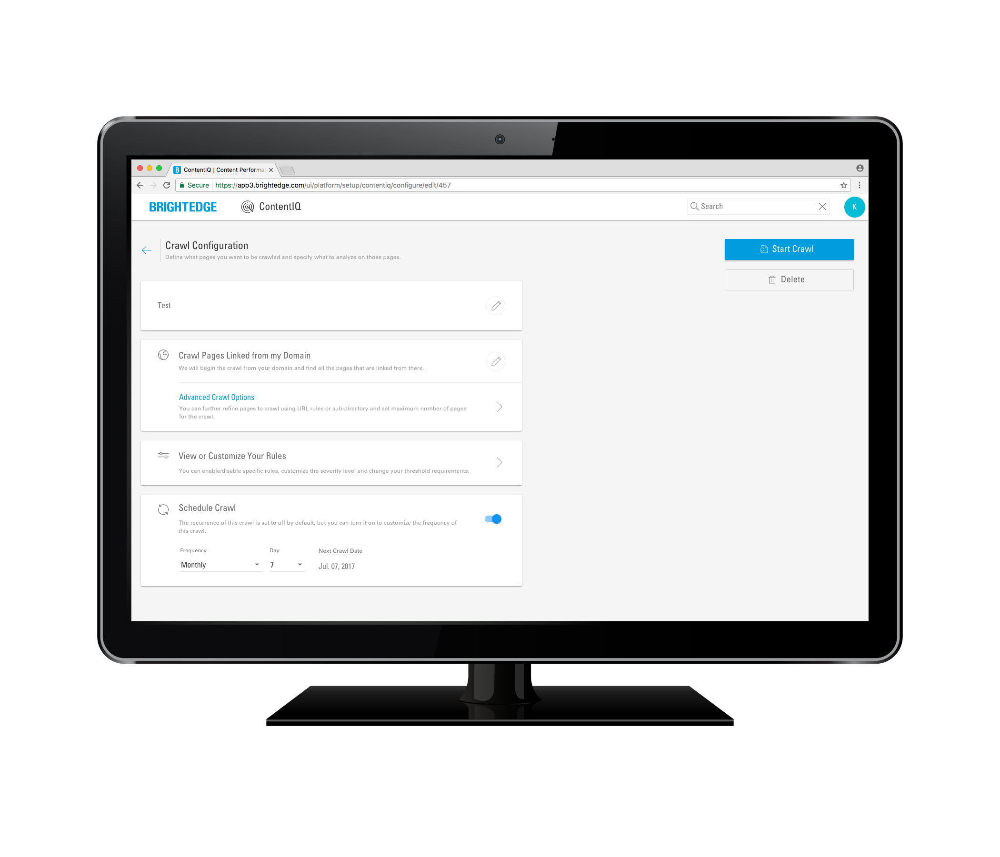 B ContentIQ | Content Performa
Secure https://app3.brightedge.com/ui/platform/setup/contentiq/configure/edit/457
BRIGHTEDGE ContentIQ Search K
Crawl Configuration
Define what pages you want to be crawled and specify what to analyze on those pages.
Start Crawl
Delete
Test
Crawl Pages Linked from my Domain
We will begin the crawl from your domain and find all the pages that are linked from there.
Advanced Crawl Options
You can further refine pages to crawl using URL rules or sub-directory and set maximum number of pages
for the crawl.
View or Customize Your Rules
You can enable/disable specific rules, customize the severity level and change your threshold requirements.
Schedule Crawl
The recurrence of this crawl is set to off by default, but you can turn it on to customize the frequency of
this crawl.
Frequency Day Next Crawl Date
Monthly 7 Jul. 07, 2017